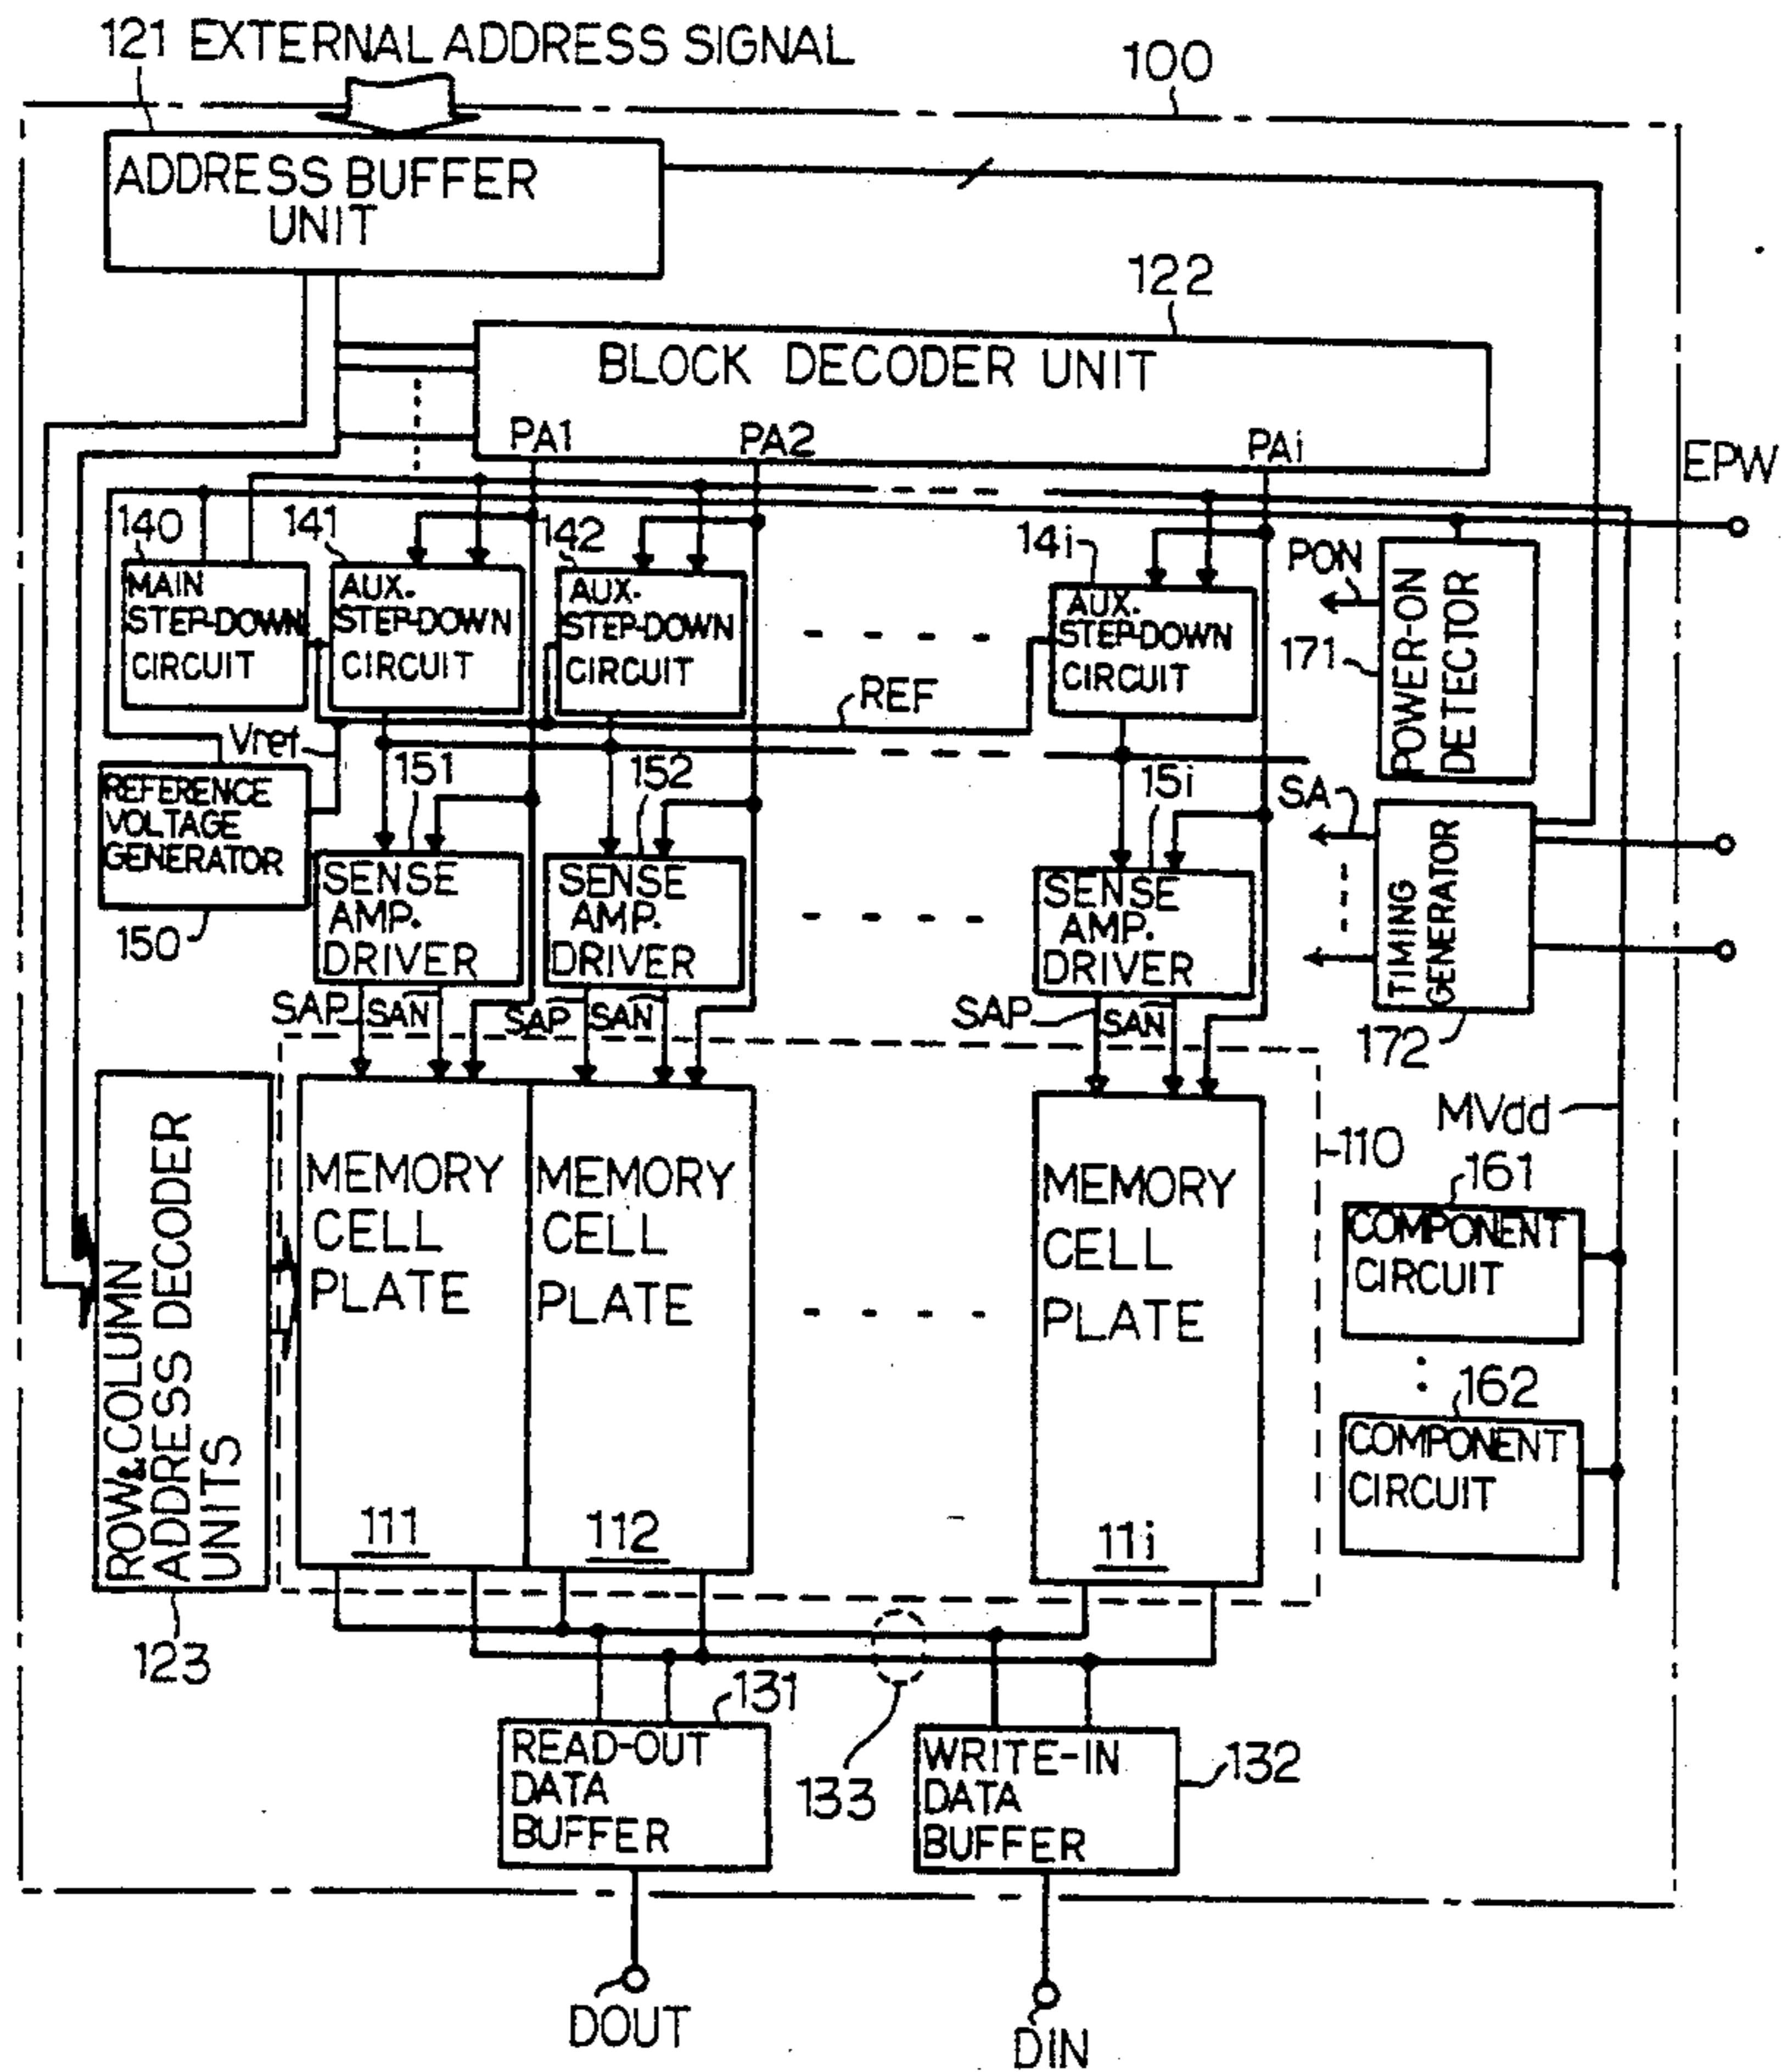 121 EXTERNAL ADDRESS SIGNAL
100
ADDRESS BUFFER
UNIT
122
BLOCK DECODER UNIT
PA1
PA2
PAi
EPW
140
141
142
14i
PON
MAIN
STEP-DOWN
CIRCUIT
AUX.
STEP-DOWN
CIRCUIT
AUX.
STEP-DOWN
CIRCUIT
AUX.
STEP-DOWN
CIRCUIT
171
POWER-ON
DETECTOR
REF
Vref
151
152
15i
SA
REFERENCE
VOLTAGE
GENERATOR
150
SENSE
AMP.
DRIVER
SENSE
AMP.
DRIVER
SENSE
AMP.
DRIVER
TIMING
GENERATOR
172
SAP
SAN
SAP
SAN
SAP
SAN
MVdd
110
ROW&COLUMN
ADDRESS DECODER
UNITS
123
MEMORY
CELL
PLATE
111
MEMORY
CELL
PLATE
112
MEMORY
CELL
PLATE
11i
161
COMPONENT
CIRCUIT
162
COMPONENT
CIRCUIT
131
READ-OUT
DATA
BUFFER
133
WRITE-IN
DATA
BUFFER
132
DOUT
DIN